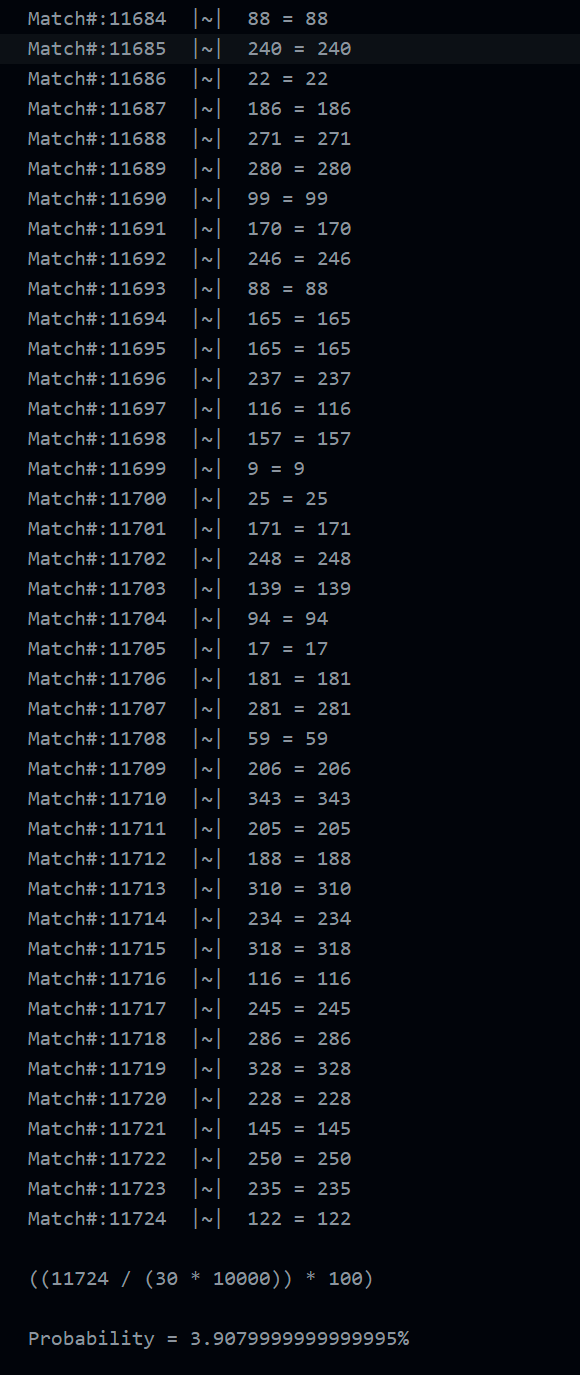 Match#:11684  |~|  88 = 88
Match#:11685  |~|  240 = 240
Match#:11686  |~|  22 = 22
Match#:11687  |~|  186 = 186
Match#:11688  |~|  271 = 271
Match#:11689  |~|  280 = 280
Match#:11690  |~|  99 = 99
Match#:11691  |~|  170 = 170
Match#:11692  |~|  246 = 246
Match#:11693  |~|  88 = 88
Match#:11694  |~|  165 = 165
Match#:11695  |~|  165 = 165
Match#:11696  |~|  237 = 237
Match#:11697  |~|  116 = 116
Match#:11698  |~|  157 = 157
Match#:11699  |~|  9 = 9
Match#:11700  |~|  25 = 25
Match#:11701  |~|  171 = 171
Match#:11702  |~|  248 = 248
Match#:11703  |~|  139 = 139
Match#:11704  |~|  94 = 94
Match#:11705  |~|  17 = 17
Match#:11706  |~|  181 = 181
Match#:11707  |~|  281 = 281
Match#:11708  |~|  59 = 59
Match#:11709  |~|  206 = 206
Match#:11710  |~|  343 = 343
Match#:11711  |~|  205 = 205
Match#:11712  |~|  188 = 188
Match#:11713  |~|  310 = 310
Match#:11714  |~|  234 = 234
Match#:11715  |~|  318 = 318
Match#:11716  |~|  116 = 116
Match#:11717  |~|  245 = 245
Match#:11718  |~|  286 = 286
Match#:11719  |~|  328 = 328
Match#:11720  |~|  228 = 228
Match#:11721  |~|  145 = 145
Match#:11722  |~|  250 = 250
Match#:11723  |~|  235 = 235
Match#:11724  |~|  122 = 122
((11724 / (30 * 10000)) * 100)
Probability = 3.9079999999999995%